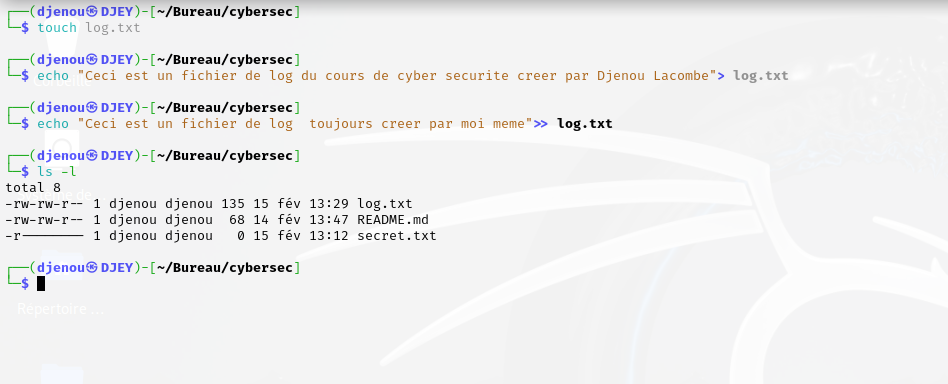 ┌──(djenou㉿DJEY)-[~/Bureau/cybersec]
└─$ touch log.txt
┌──(djenou㉿DJEY)-[~/Bureau/cybersec]
└─$ echo "Ceci est un fichier de log du cours de cyber securite creer par Djenou Lacombe"> log.txt
┌──(djenou㉿DJEY)-[~/Bureau/cybersec]
└─$ echo "Ceci est un fichier de log  toujours creer par moi meme">> log.txt
┌──(djenou㉿DJEY)-[~/Bureau/cybersec]
└─$ ls -l
total 8
-rw-rw-r-- 1 djenou djenou 135 15 fév 13:29 log.txt
-rw-rw-r-- 1 djenou djenou  68 14 fév 13:47 README.md
-r-------- 1 djenou djenou   0 15 fév 13:12 secret.txt
┌──(djenou㉿DJEY)-[~/Bureau/cybersec]
└─$
Répertoire ...